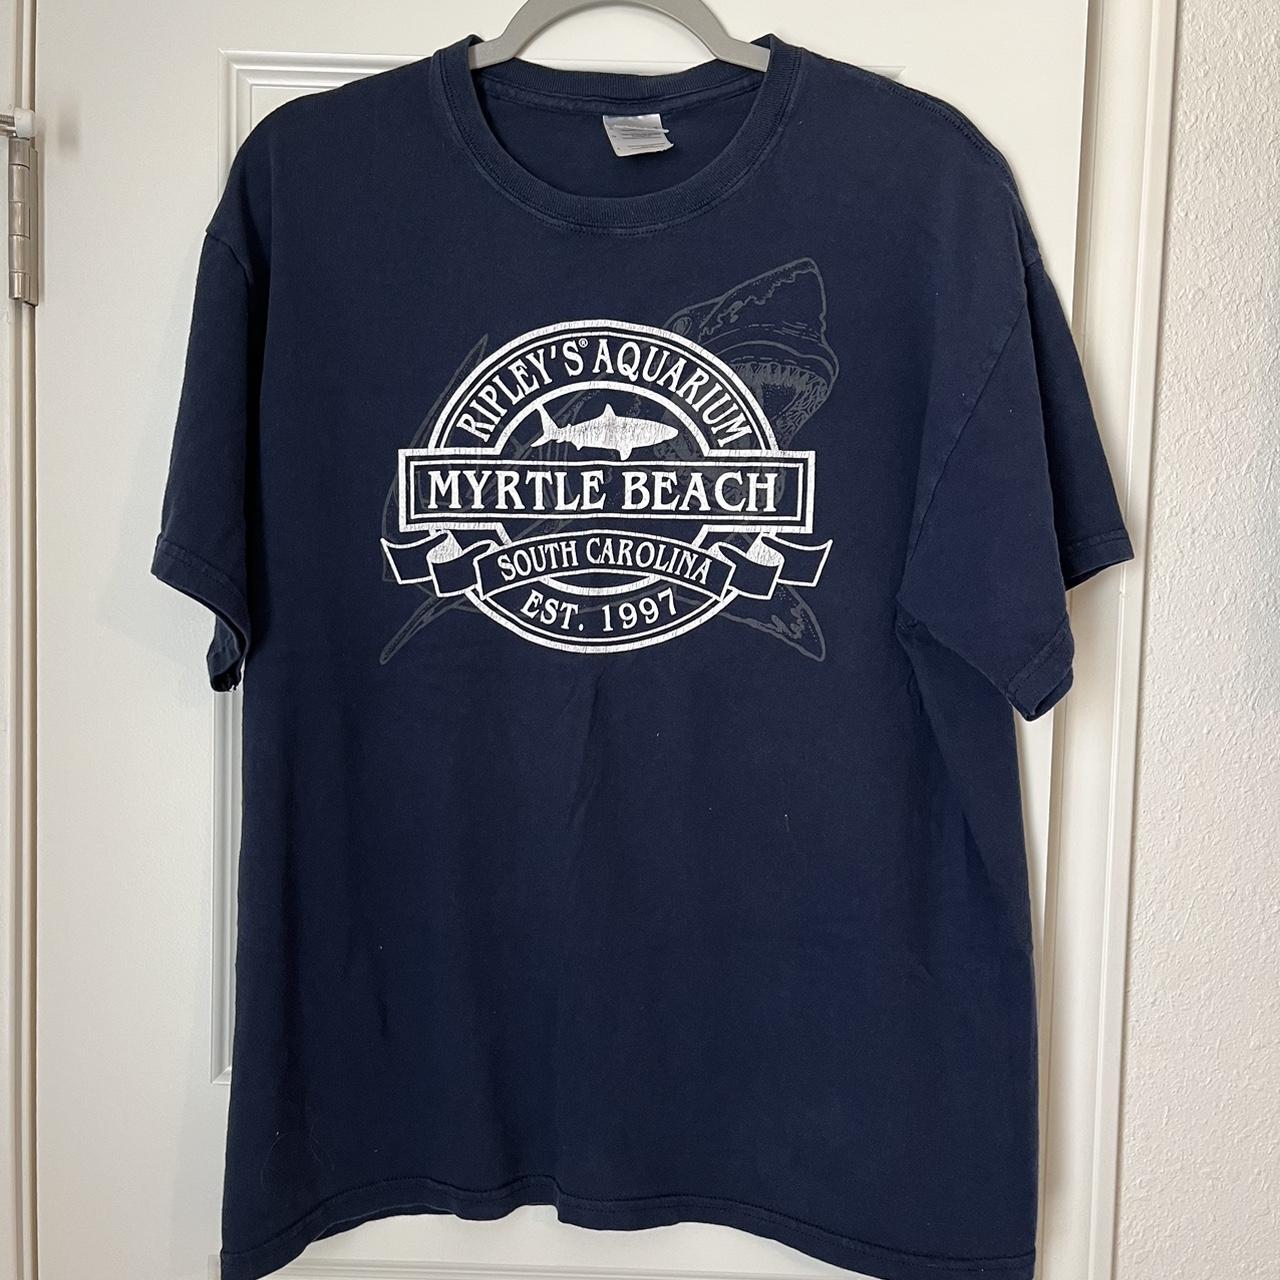 RIPLEY'S® AQUARIUM
MYRTLE BEACH
SOUTH CAROLINA
EST. 1997